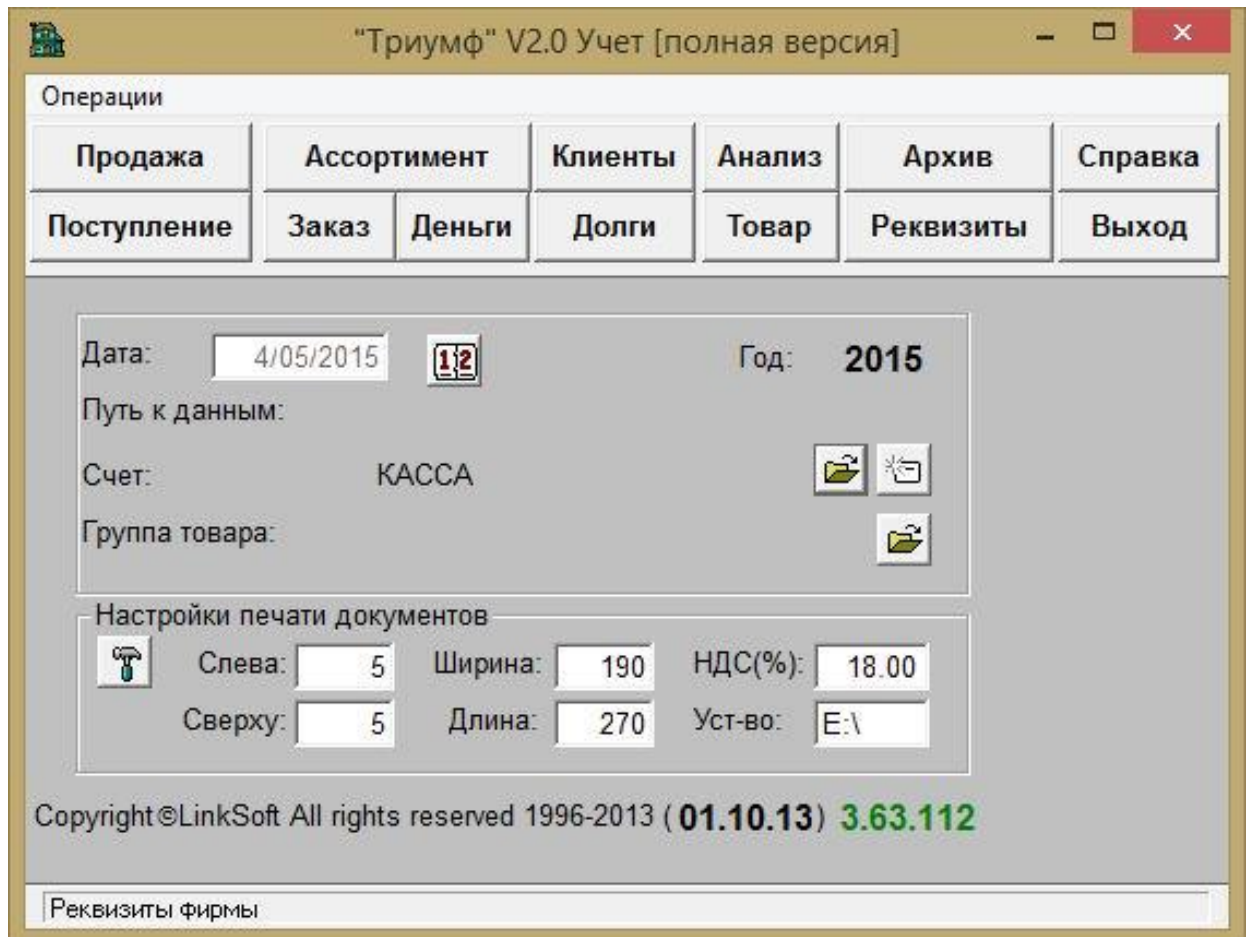 "Триумф" V2.0 Учет [полная версия]
Операции
Продажа Ассортимент Клиенты Анализ Архив Справка
Поступление Заказ Деньги Долги Товар Реквизиты Выход
Дата: 4/05/2015 12 Год: 2015
Путь к данным:
Счет: КАССА
Группа товара:
Настройки печати документов
Слева: 5 Ширина: 190 НДС(%): 18.00
Сверху: 5 Длина: 270 Уст-во: E:\
Copyright©LinkSoft All rights reserved 1996-2013 (01.10.13) 3.63.112
Реквизиты фирмы